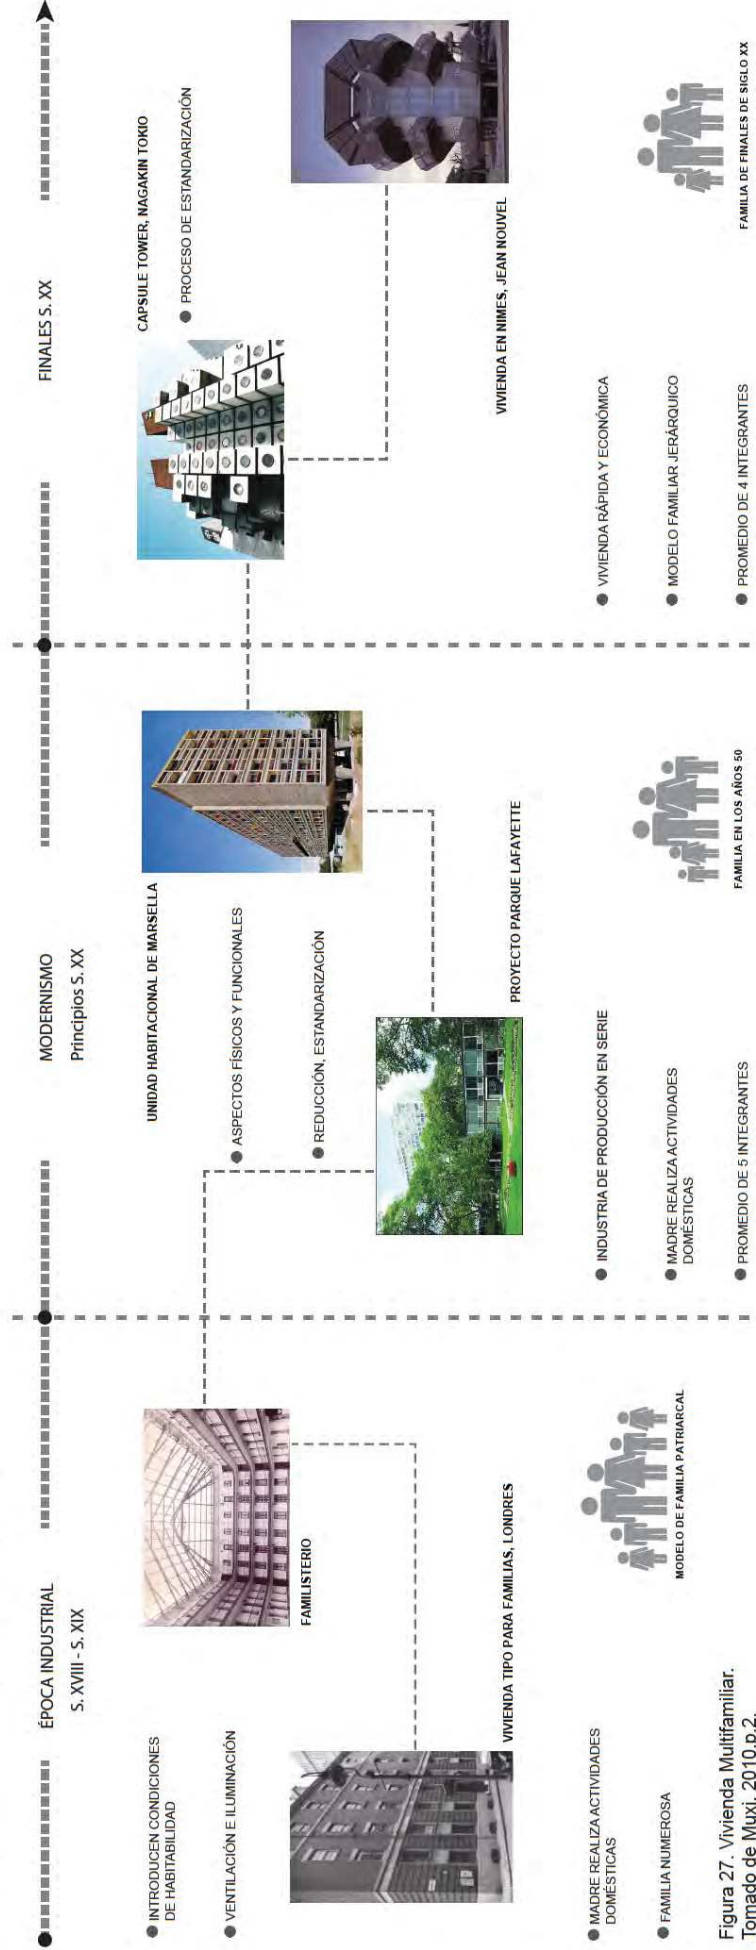 ÉPOCA INDUSTRIAL
S. XVIII - S. XIX
INTRODUCEN CONDICIONES
DE HABITABILIDAD
VENTILACIÓN E ILUMINACIÓN
FAMILISTERIO
VIVIENDA TIPO PARA FAMILIAS, LONDRES
MADRE REALIZA ACTIVIDADES
DOMÉSTICAS
FAMILIA NUMEROSA
MODELO DE FAMILIA PATRIARCAL
MODERNISMO
Principios S. XX
UNIDAD HABITACIONAL DE MARSELLA
ASPECTOS FÍSICOS Y FUNCIONALES
REDUCCIÓN, ESTANDARIZACIÓN
PROYECTO PARQUE LAFAYETTE
INDUSTRIA DE PRODUCCIÓN EN SERIE
MADRE REALIZA ACTIVIDADES
DOMÉSTICAS
PROMEDIO DE 5 INTEGRANTES
FAMILIA EN LOS AÑOS 50
FINALES S. XX
CAPSULE TOWER, NAGAKIN TOKIO
PROCESO DE ESTANDARIZACIÓN
VIVIENDA EN NIMES, JEAN NOUVEL
VIVIENDA RÁPIDA Y ECONÓMICA
MODELO FAMILIAR JERÁRQUICO
PROMEDIO DE 4 INTEGRANTES
FAMILIA DE FINALES DE SIGLO XX
Figura 27. Vivienda Multifamiliar.
Tomado de Muxi, 2010,p.2.